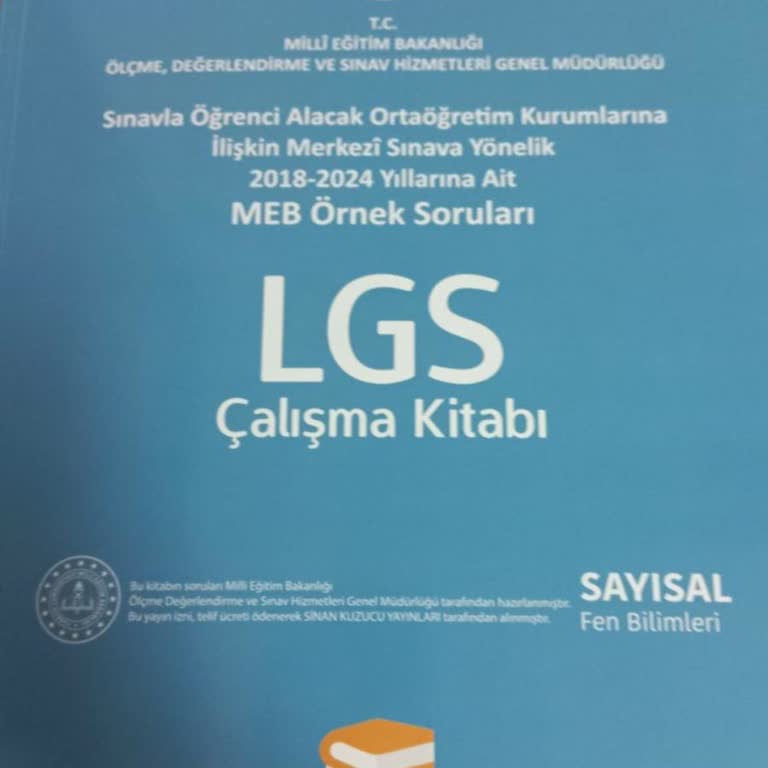 T.C.
MİLLÎ EĞİTİM BAKANLIĞI
ÖLÇME, DEĞERLENDİRME VE SINAV HİZMETLERİ GENEL MÜDÜRLÜĞÜ
Sınavla Öğrenci Alacak Ortaöğretim Kurumlarına
İlişkin Merkezî Sınava Yönelik
2018-2024 Yıllarına Ait
MEB Örnek Soruları
LGS
Çalışma Kitabı
Bu kitabın soruları Milli Eğitim Bakanlığı
Ölçme Değerlendirme ve Sınav Hizmetleri Genel Müdürlüğü tarafından hazırlanmıştır.
Bu yayın izni, telif ücreti ödenerek SİNAN KUZUCU YAYINLARI tarafından alınmıştır.
SAYISAL
Fen Bilimleri